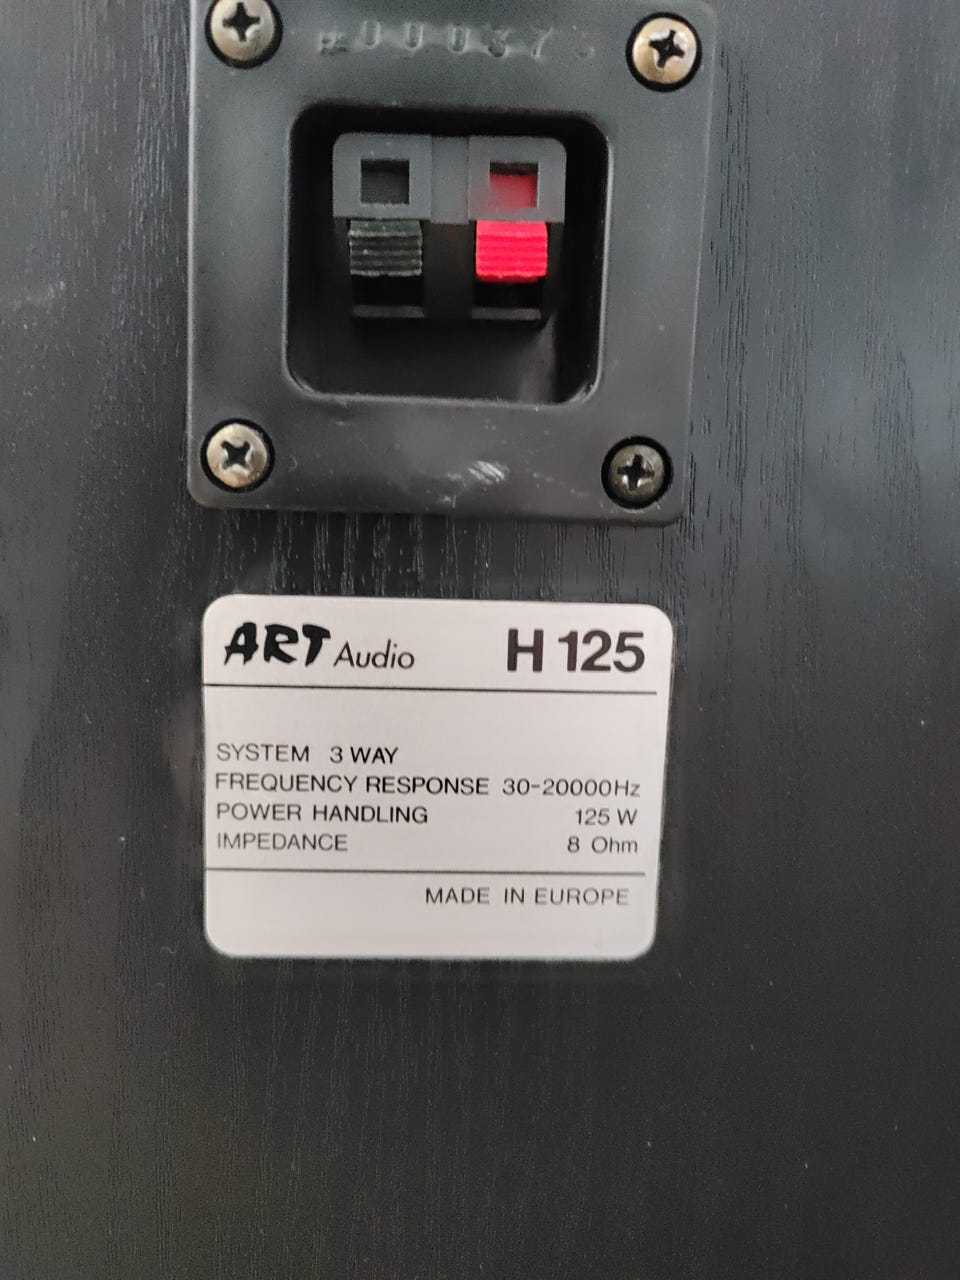 ART Audio H 125
SYSTEM 3 WAY
FREQUENCY RESPONSE 30-20000Hz
POWER HANDLING 125 W
IMPEDANCE 8 Ohm
MADE IN EUROPE